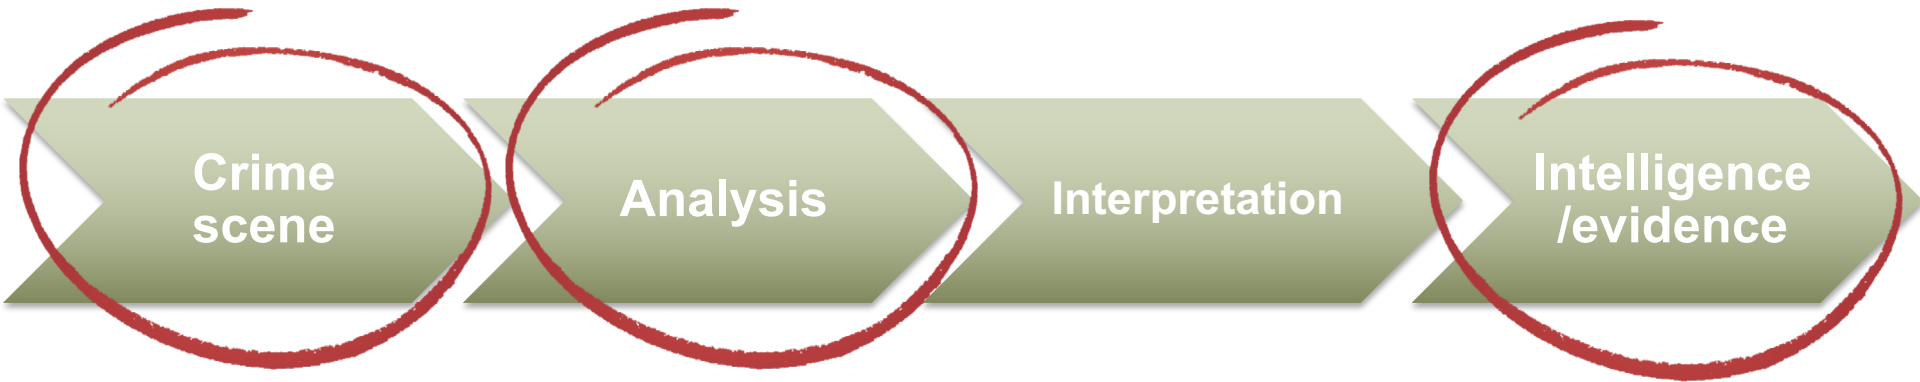 Crime
scene
Analysis
Interpretation
Intelligence
/evidence